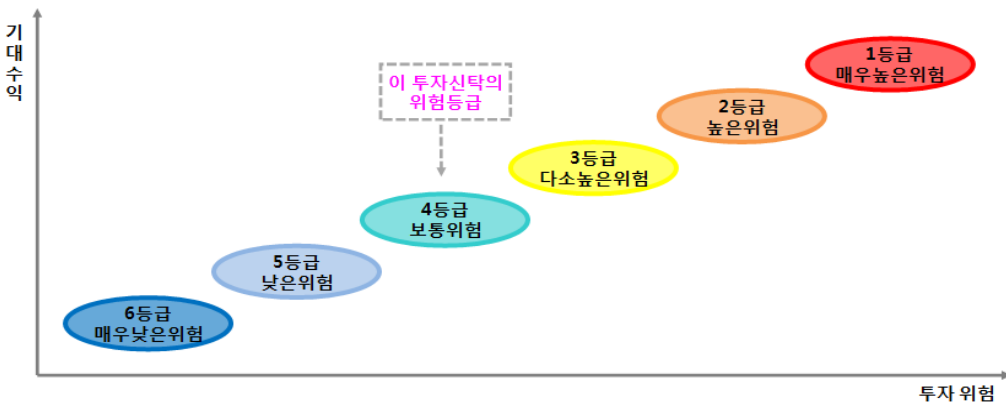 기
대
수
익
이 투자신탁의
위험등급
1등급
매우높은위험
2등급
높은위험
3등급
다소높은위험
4등급
보통위험
5등급
낮은위험
6등급
매우낮은위험
투자 위험